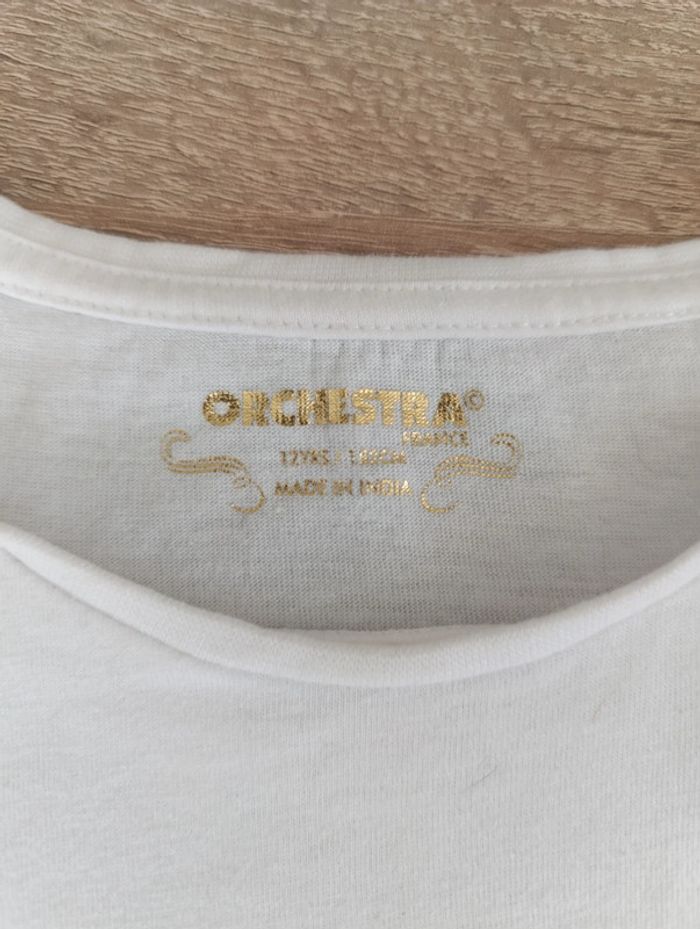 ORCHESTRA©
FRANCE
12YRS / 152CM
MADE IN INDIA